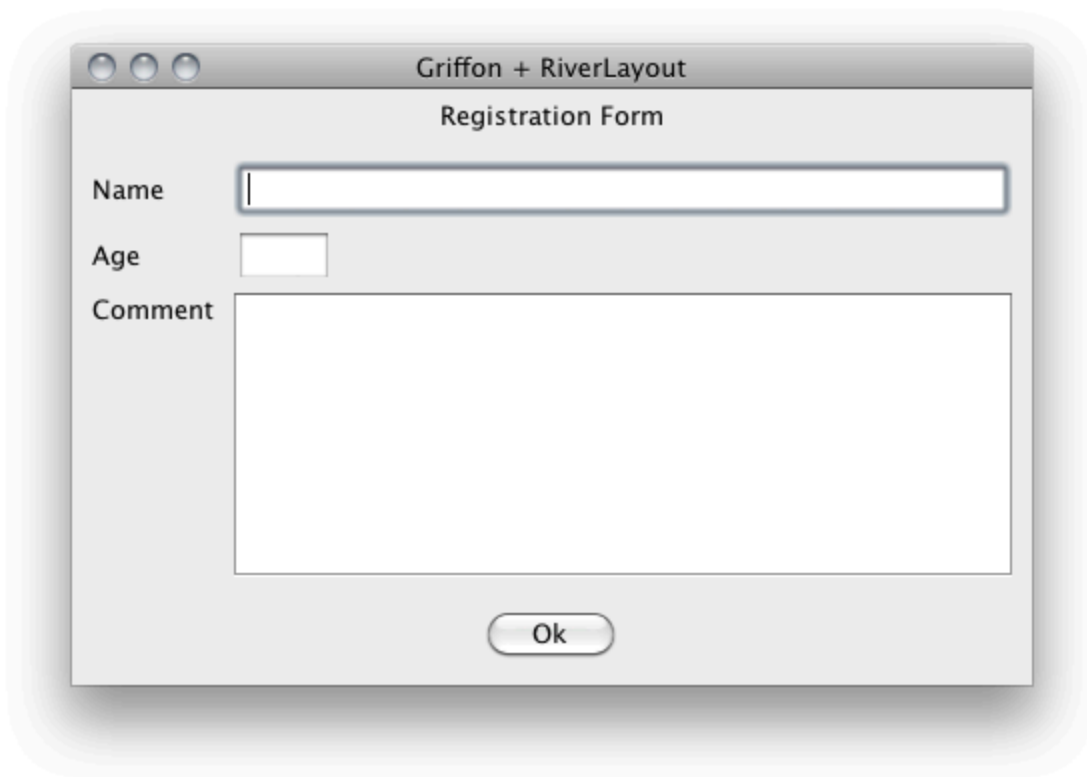 Griffon + RiverLayout
Registration Form
Name
Age
Comment
Ok